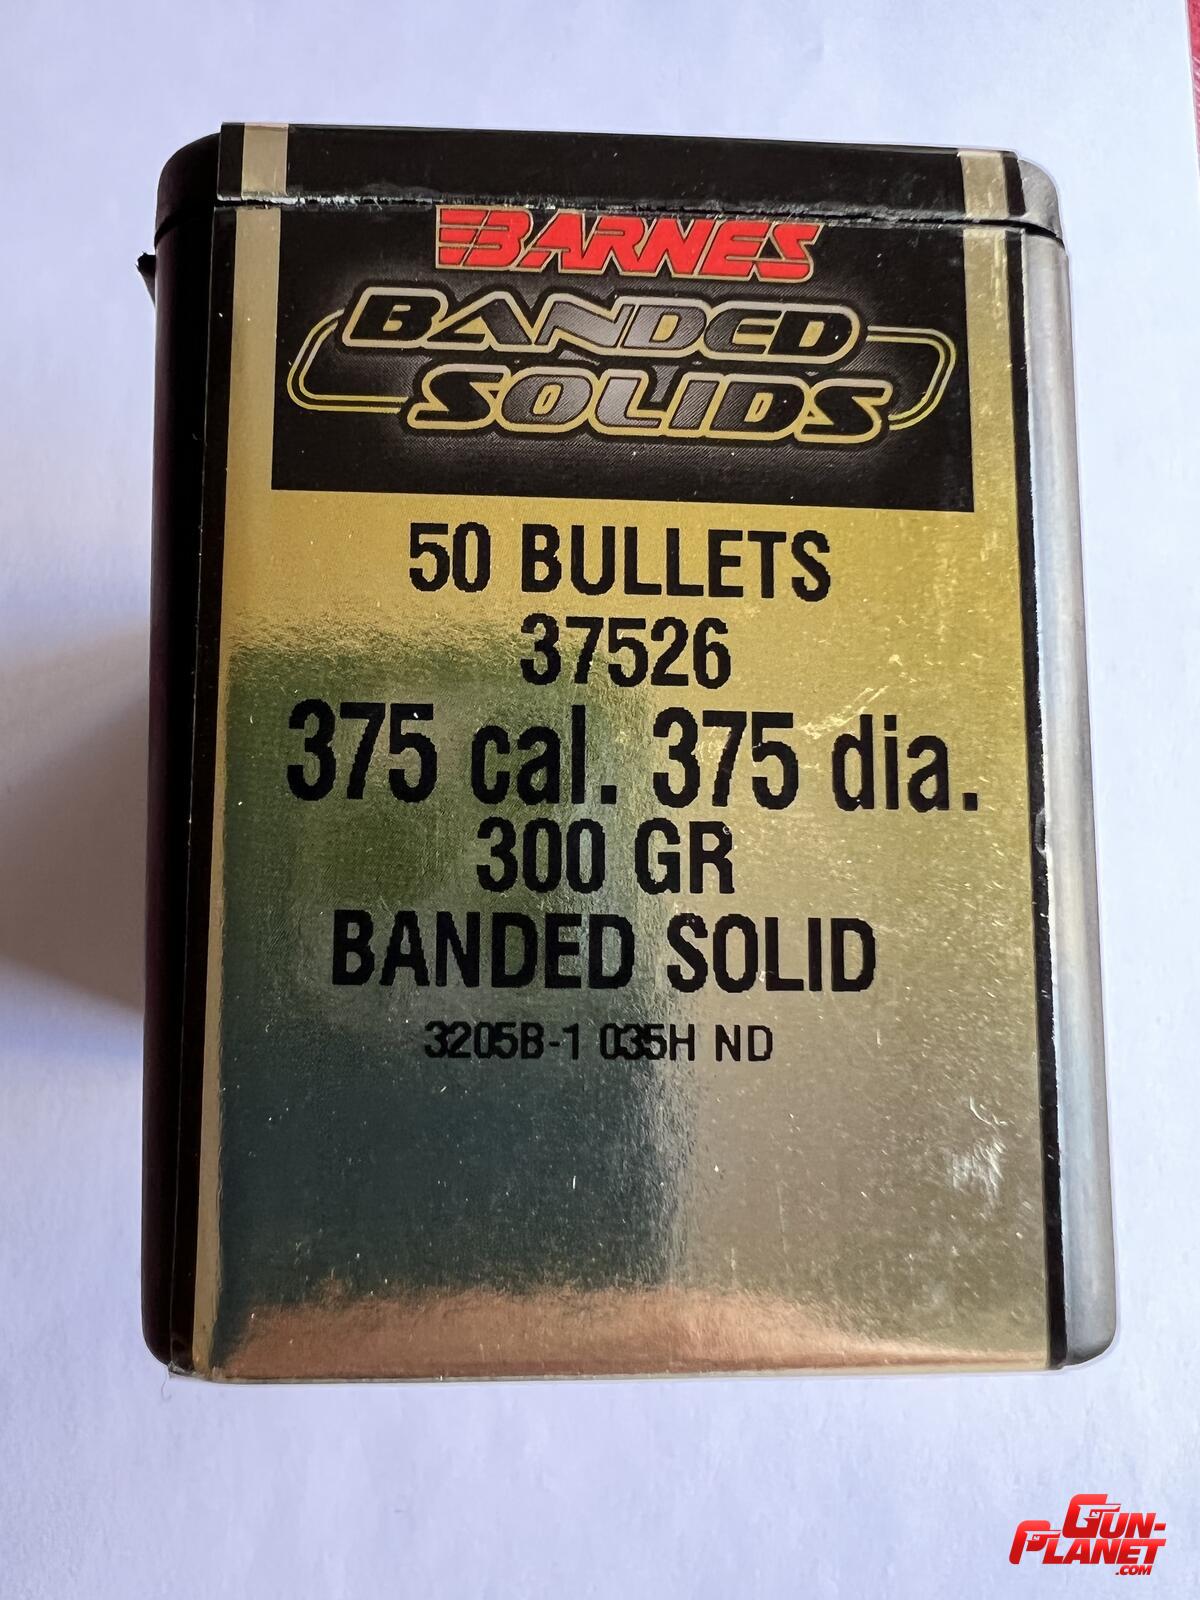 BARNES
BANDED
SOLIDS
50 BULLETS
37526
375 cal. 375 dia.
300 GR
BANDED SOLID
3205B-1 035H ND
GUN-
PLANET
.COM